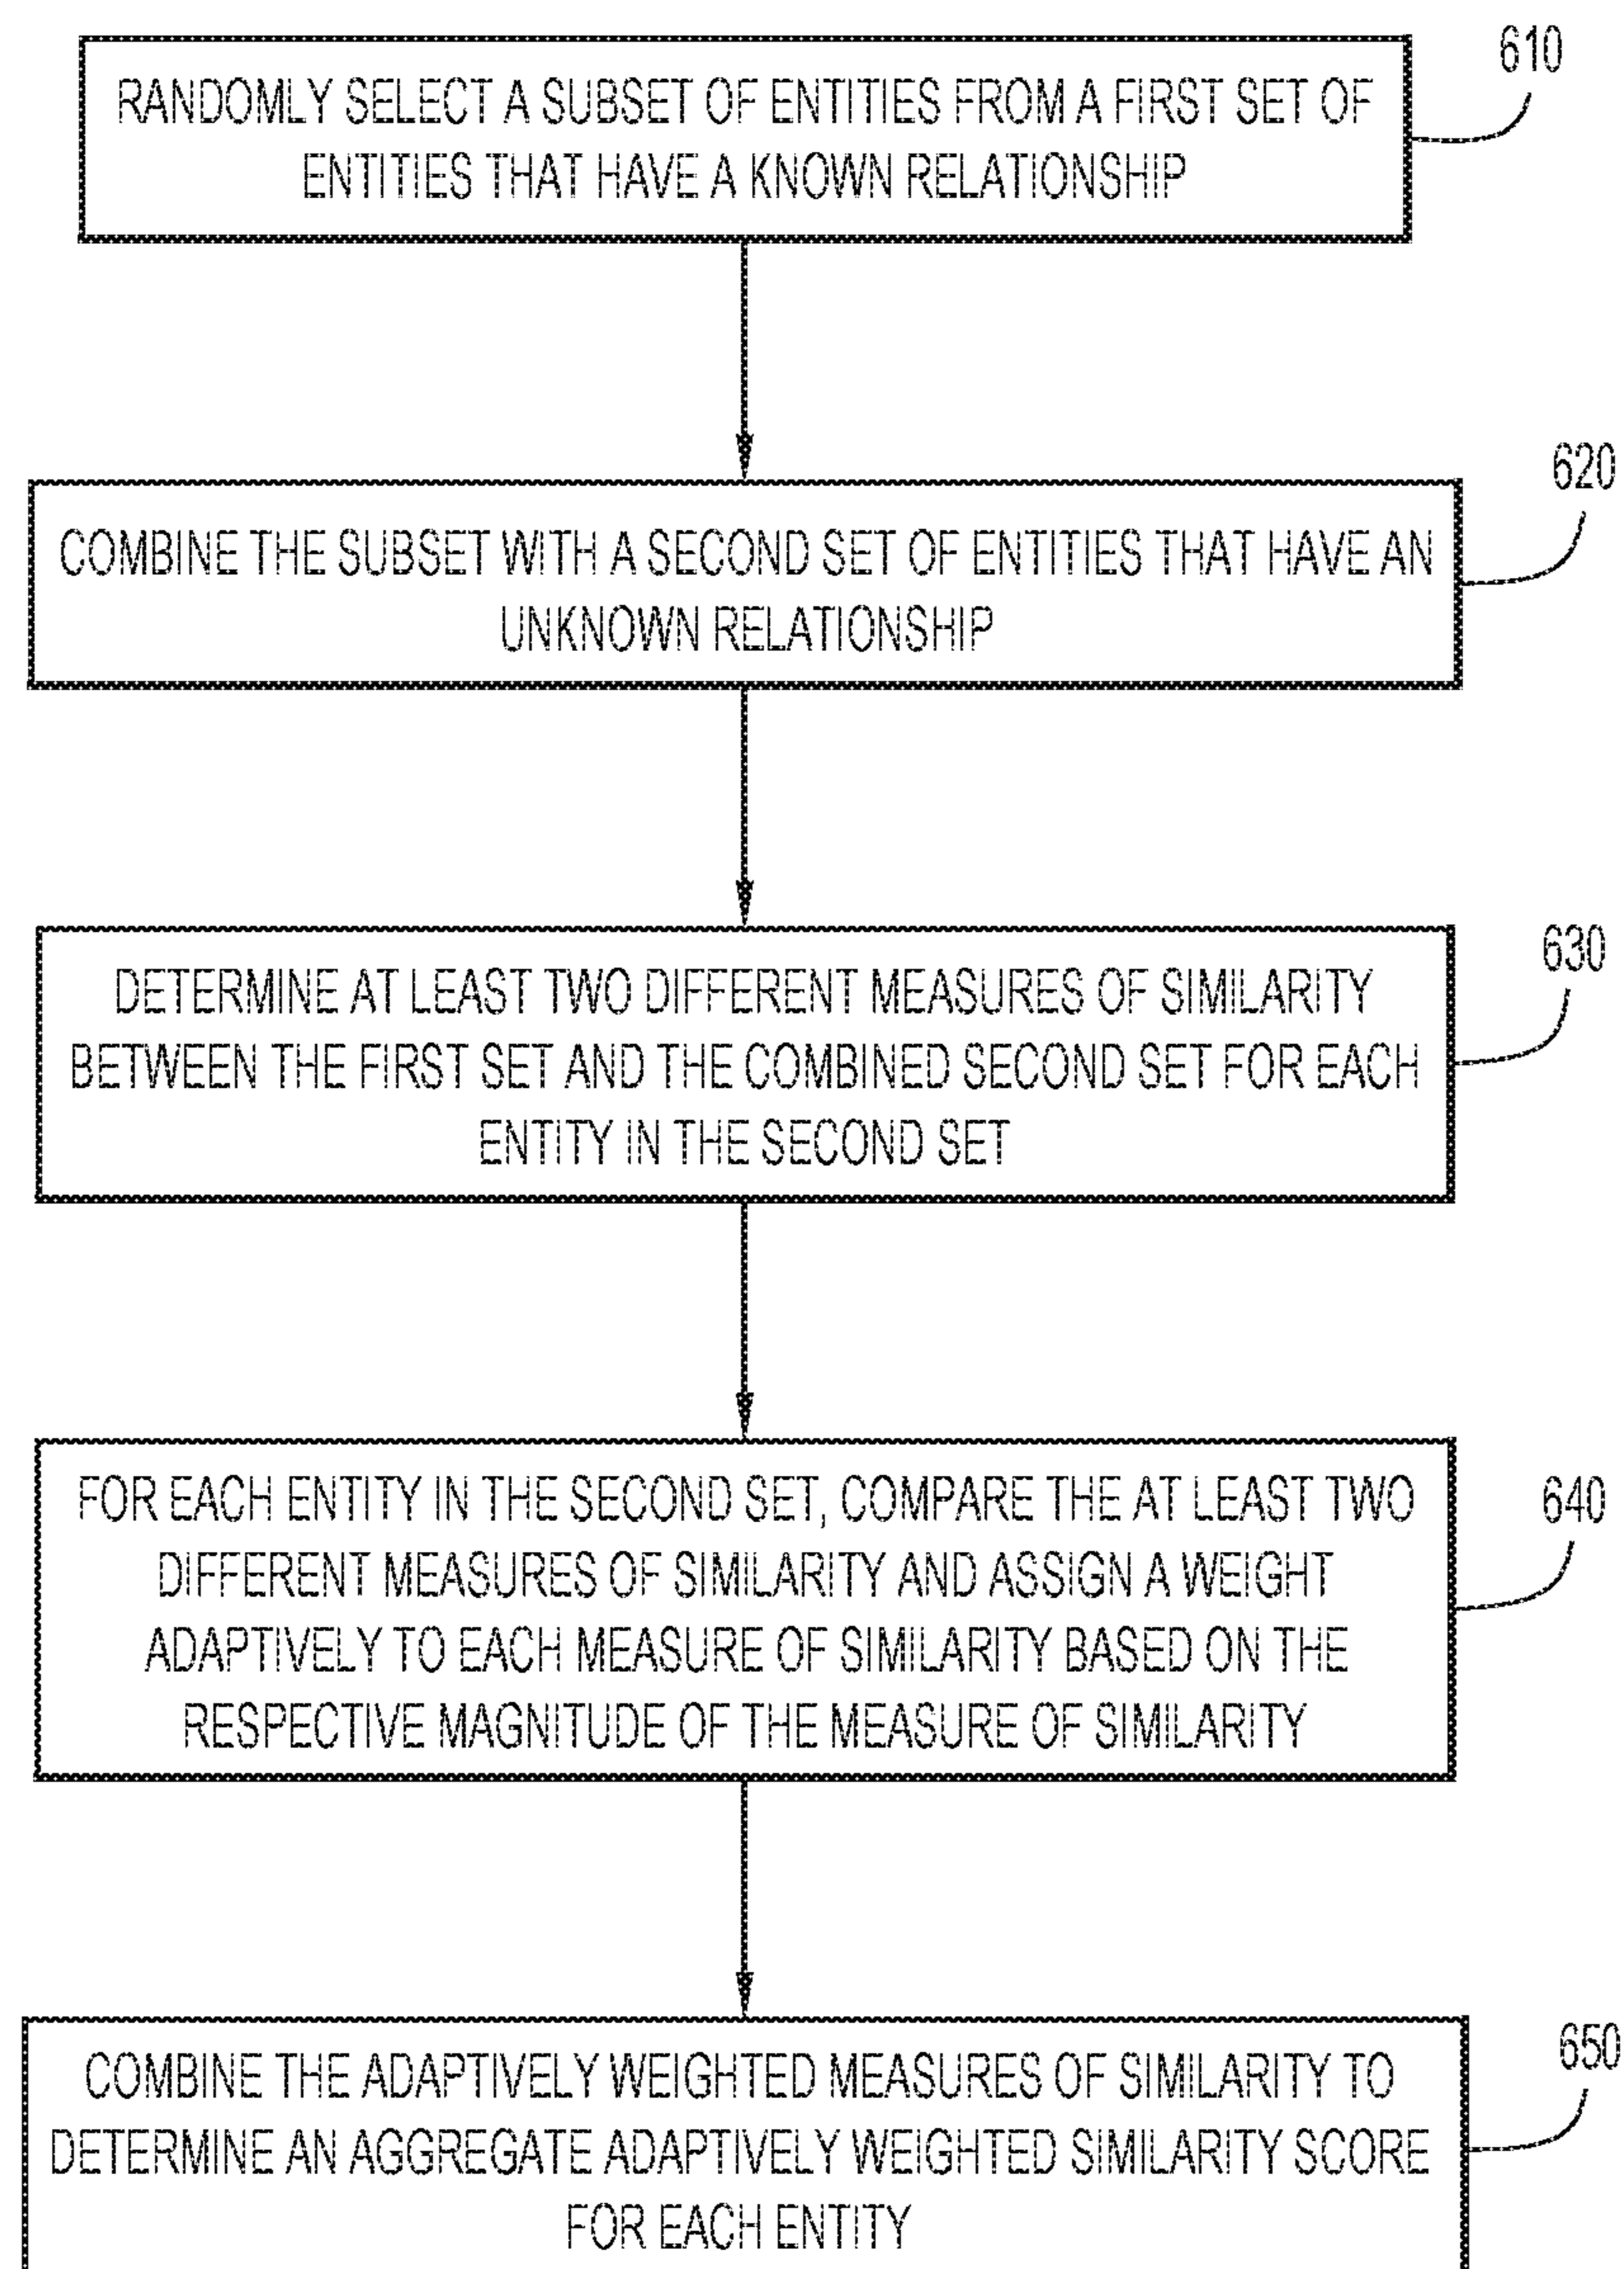 610
RANDOMLY SELECT A SUBSET OF ENTITIES FROM A FIRST SET OF
ENTITIES THAT HAVE A KNOWN RELATIONSHIP
620
COMBINE THE SUBSET WITH A SECOND SET OF ENTITIES THAT HAVE AN
UNKNOWN RELATIONSHIP
630
DETERMINE AT LEAST TWO DIFFERENT MEASURES OF SIMILARITY
BETWEEN THE FIRST SET AND THE COMBINED SECOND SET FOR EACH
ENTITY IN THE SECOND SET
640
FOR EACH ENTITY IN THE SECOND SET, COMPARE THE AT LEAST TWO
DIFFERENT MEASURES OF SIMILARITY AND ASSIGN A WEIGHT
ADAPTIVELY TO EACH MEASURE OF SIMILARITY BASED ON THE
RESPECTIVE MAGNITUDE OF THE MEASURE OF SIMILARITY
650
COMBINE THE ADAPTIVELY WEIGHTED MEASURES OF SIMILARITY TO
DETERMINE AN AGGREGATE ADAPTIVELY WEIGHTED SIMILARITY SCORE
FOR EACH ENTITY